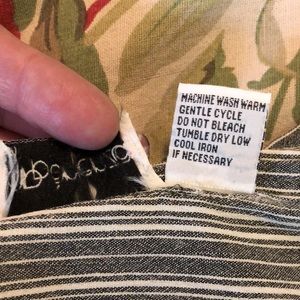 MACHINE WASH WARM
GENTLE CYCLE
DO NOT BLEACH
TUMBLE DRY LOW
COOL IRON
IF NECESSARY